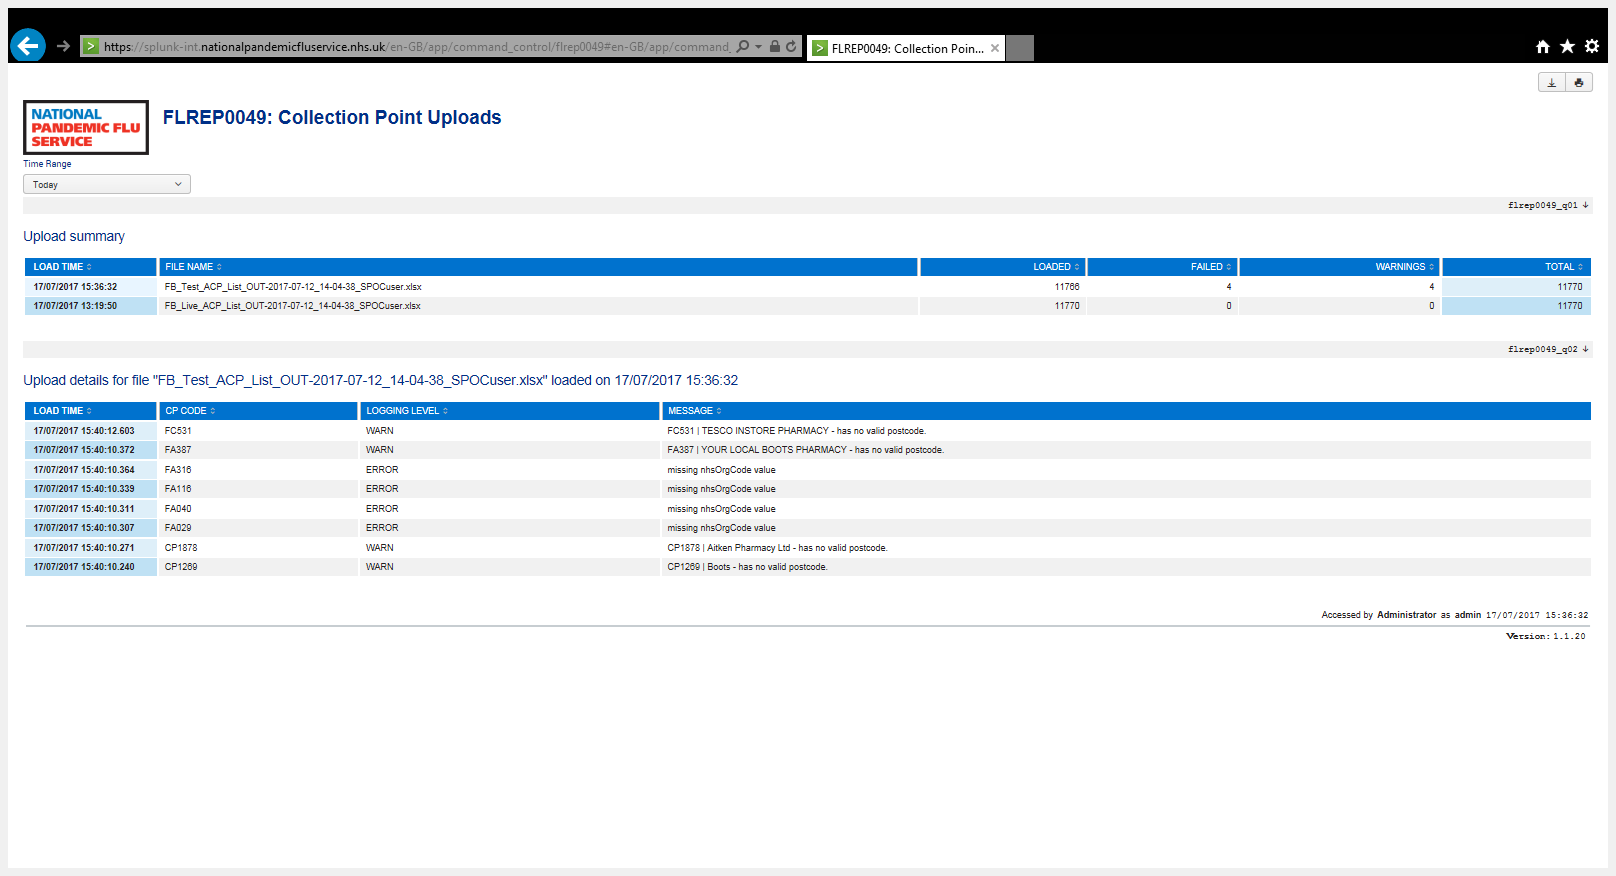 https://splunk-int.nationalpandemicfluservice.nhs.uk/en-GB/app/command_control/flrep0049#en-GB/app/command_
FLREP0049: Collection Poin...
NATIONAL
PANDEMIC FLU
SERVICE
FLREP0049: Collection Point Uploads
Time Range
Today
flrep0049_q01
Upload summary
LOAD TIME FILE NAME LOADED FAILED WARNINGS TOTAL
17/07/2017 15:36:32 FB_Test_ACP_List_OUT-2017-07-12_14-04-38_SPOCuser.xlsx 11766 4 4 11770
17/07/2017 13:19:50 FB_Live_ACP_List_OUT-2017-07-12_14-04-38_SPOCuser.xlsx 11770 0 0 11770
flrep0049_q02
Upload details for file "FB_Test_ACP_List_OUT-2017-07-12_14-04-38_SPOCuser.xlsx" loaded on 17/07/2017 15:36:32
LOAD TIME CP CODE LOGGING LEVEL MESSAGE
17/07/2017 15:40:12.603 FC531 WARN FC531 | TESCO INSTORE PHARMACY - has no valid postcode.
17/07/2017 15:40:10.372 FA387 WARN FA387 | YOUR LOCAL BOOTS PHARMACY - has no valid postcode.
17/07/2017 15:40:10.364 FA316 ERROR missing nhsOrgCode value
17/07/2017 15:40:10.339 FA116 ERROR missing nhsOrgCode value
17/07/2017 15:40:10.311 FA040 ERROR missing nhsOrgCode value
17/07/2017 15:40:10.307 FA029 ERROR missing nhsOrgCode value
17/07/2017 15:40:10.271 CP1878 WARN CP1878 | Aitken Pharmacy Ltd - has no valid postcode.
17/07/2017 15:40:10.240 CP1269 WARN CP1269 | Boots - has no valid postcode.
Accessed by Administrator as admin 17/07/2017 15:36:32
Version: 1.1.20